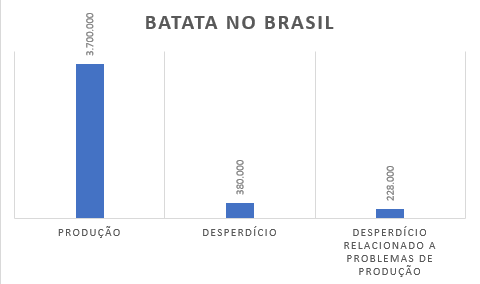 BATATA NO BRASIL
3.700.000
380.000
228.000
PRODUÇÃO
DESPERDÍCIO
DESPERDÍCIO
RELACIONADO A
PROBLEMAS DE
PRODUÇÃO